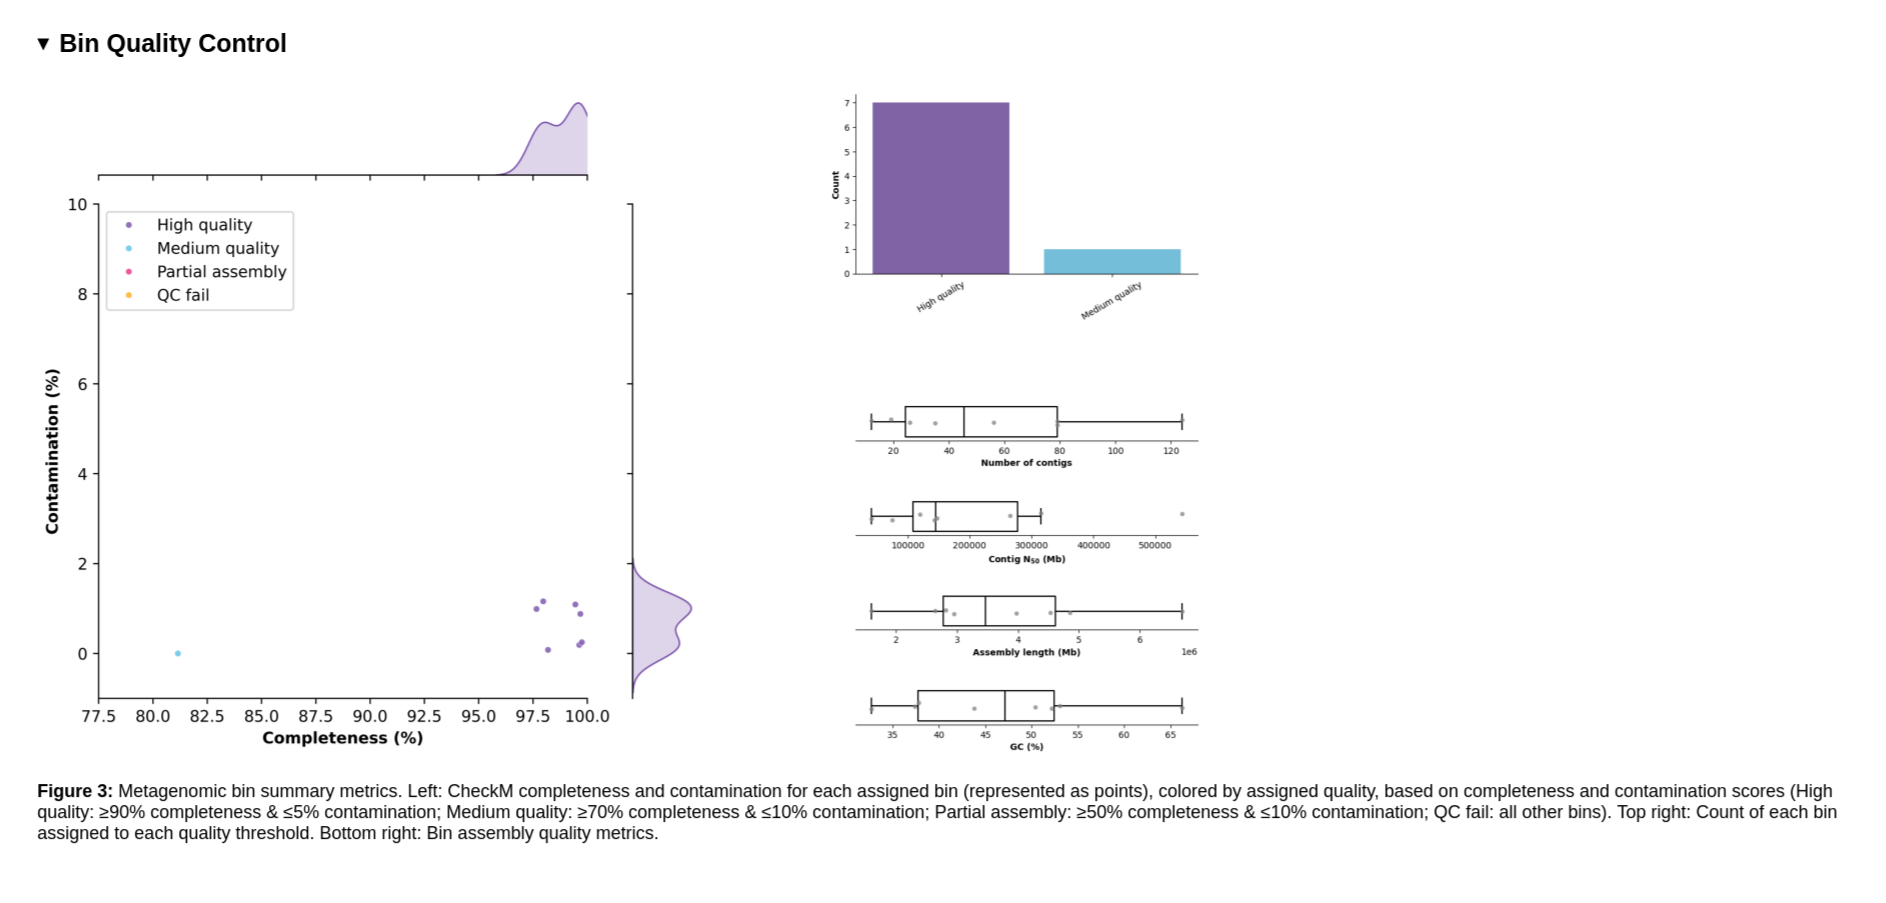 ▼ Bin Quality Control
10
8
6
4
2
0
Contamination (%)
High quality
Medium quality
Partial assembly
QC fail
77.5 80.0 82.5 85.0 87.5 90.0 92.5 95.0 97.5 100.0
Completeness (%)
7
6
5
4
3
2
1
0
Count
High quality Medium quality
20 40 60 80 100 120
Number of contigs
100000 200000 300000 400000 500000
Contig N50 (Mb)
2 3 4 5 6
Assembly length (Mb) 1e6
35 40 45 50 55 60 65
GC (%)
Figure 3: Metagenomic bin summary metrics. Left: CheckM completeness and contamination for each assigned bin (represented as points), colored by assigned quality, based on completeness and contamination scores (High
quality: ≥90% completeness & ≤5% contamination; Medium quality: ≥70% completeness & ≤10% contamination; Partial assembly: ≥50% completeness & ≤10% contamination; QC fail: all other bins). Top right: Count of each bin
assigned to each quality threshold. Bottom right: Bin assembly quality metrics.